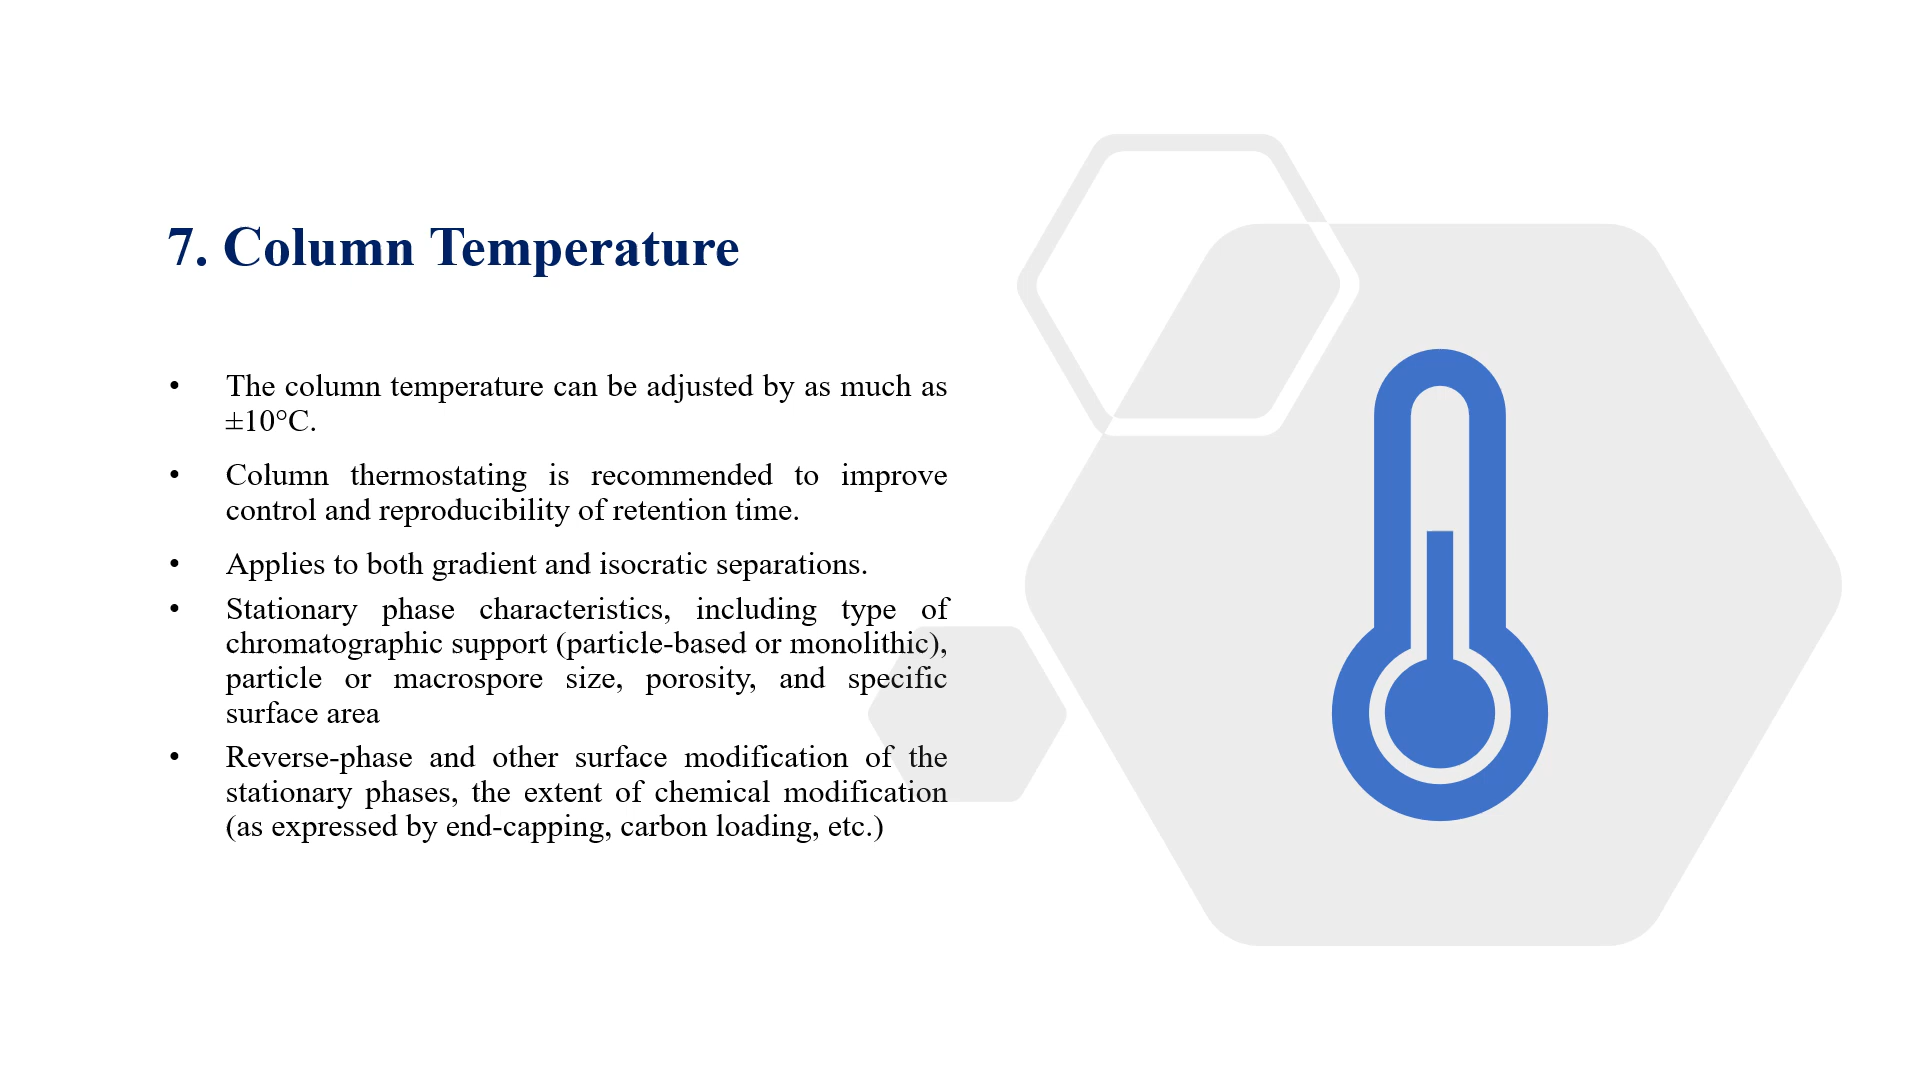 7. Column Temperature
• The column temperature can be adjusted by as much as
±10°C.
• Column thermostating is recommended to improve
control and reproducibility of retention time.
• Applies to both gradient and isocratic separations.
• Stationary phase characteristics, including type of
chromatographic support (particle-based or monolithic),
particle or macrospore size, porosity, and specific
surface area
• Reverse-phase and other surface modification of the
stationary phases, the extent of chemical modification
(as expressed by end-capping, carbon loading, etc.)